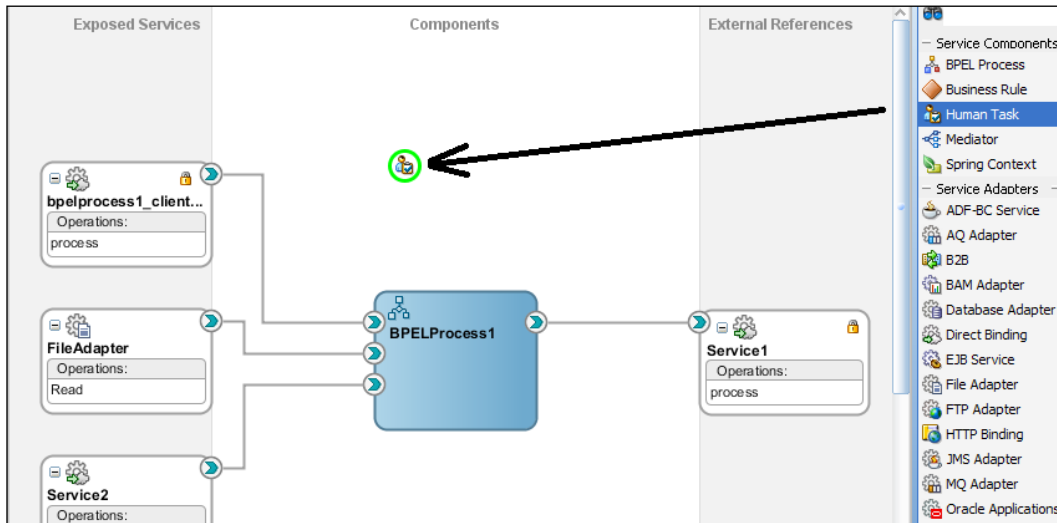 Exposed Services
Components
External References
bpelprocess1_client...
Operations:
process
FileAdapter
Operations:
Read
Service2
Operations:
BPELProcess1
Service1
Operations:
process
Service Components
BPEL Process
Business Rule
Human Task
Mediator
Spring Context
Service Adapters
ADF-BC Service
AQ Adapter
B2B
BAM Adapter
Database Adapter
Direct Binding
EJB Service
File Adapter
FTP Adapter
HTTP Binding
JMS Adapter
MQ Adapter
Oracle Applications